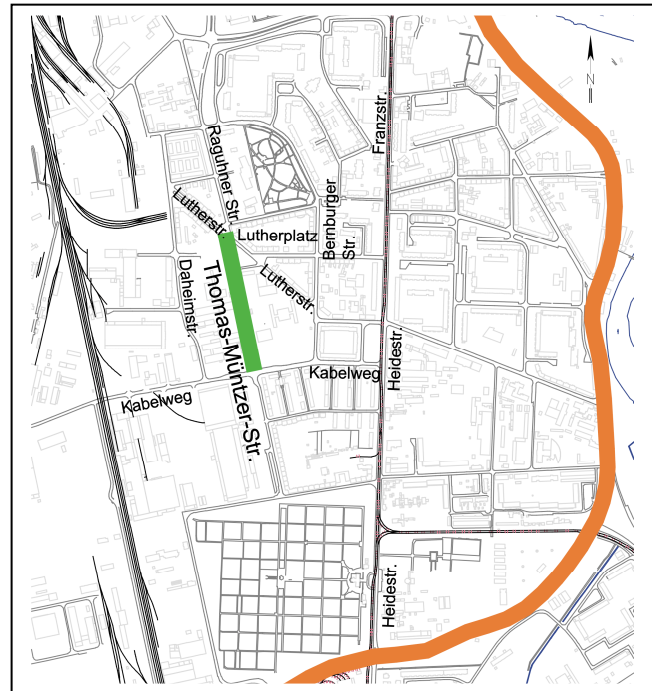 N
Franzstr.
Raguhner Str.
Lutherstr.
Lutherplatz
Bernburger
Str.
Lutherstr.
Daheimstr.
Thomas-Müntzer-Str.
Heidestr.
Kabelweg
Kabelweg
Heidestr.